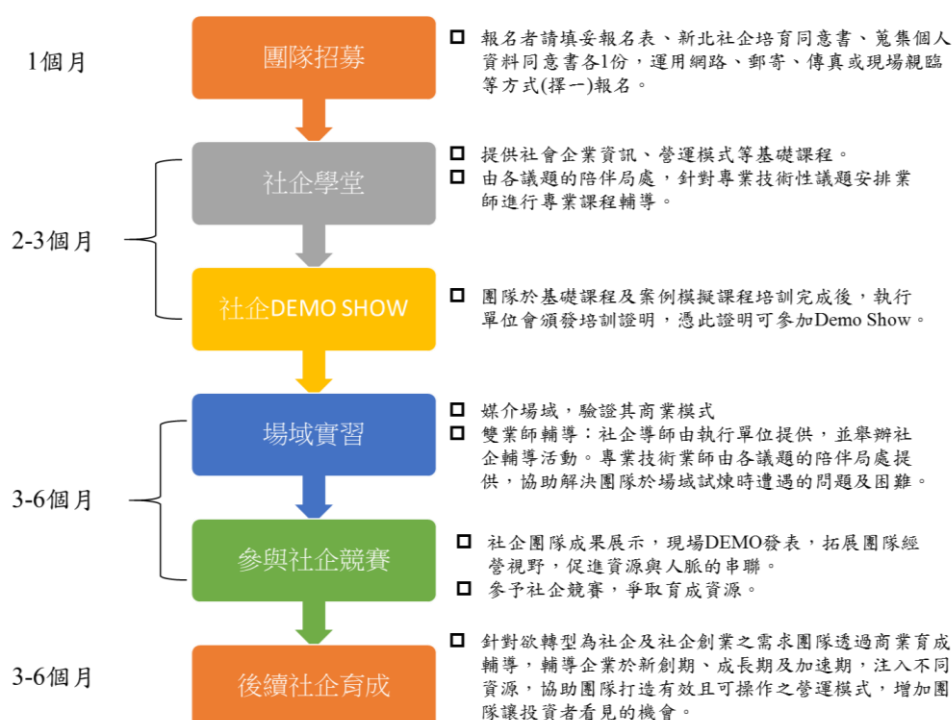 1個月
團隊招募
報名者請填妥報名表、新北社企培育同意書、蒐集個人
資料同意書各1份，運用網路、郵寄、傳真或現場親臨
等方式(擇一)報名。
2-3個月
社企學堂
提供社會企業資訊、營運模式等基礎課程。
由各議題的陪伴局處，針對專業技術性議題安排業
師進行專業課程輔導。
社企DEMO SHOW
團隊於基礎課程及案例模擬課程培訓完成後，執行
單位會頒發培訓證明，憑此證明可參加Demo Show。
3-6個月
場域實習
媒介場域，驗證其商業模式
雙業師輔導：社企導師由執行單位提供，並舉辦社
企輔導活動。專業技術業師由各議題的陪伴局處提
供，協助解決團隊於場域試煉時遭遇的問題及困難。
參與社企競賽
社企團隊成果展示，現場DEMO發表，拓展團隊經
營視野，促進資源與人脈的串聯。
參予社企競賽，爭取育成資源。
3-6個月
後續社企育成
針對欲轉型為社企及社企創業之需求團隊透過商業育成
輔導，輔導企業於新創期、成長期及加速期，注入不同
資源，協助團隊打造有效且可操作之營運模式，增加團
隊讓投資者看見的機會。